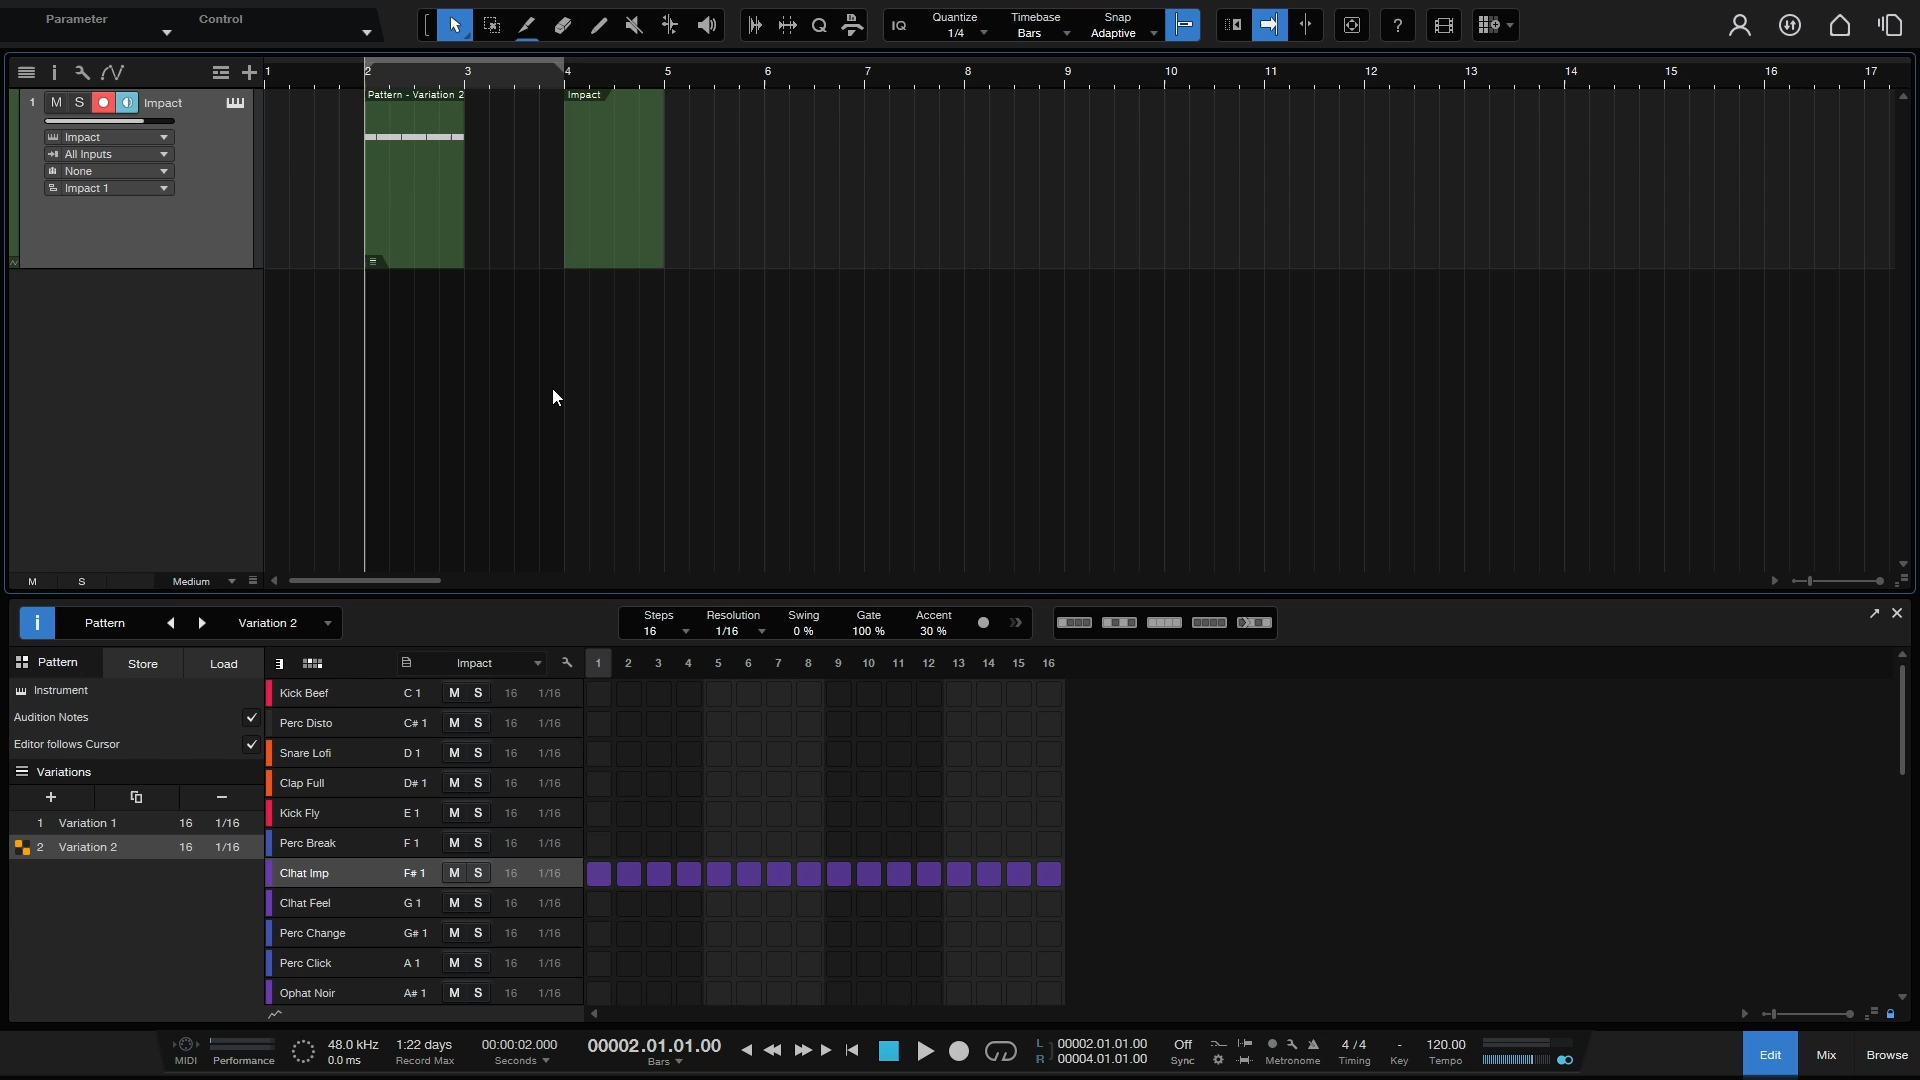 Parameter Control
IQ Quantize 1/4 Timebase Bars Snap Adaptive ?
1 2 3 4 5 6 7 8 9 10 11 12 13 14 15 16 17
1 M S Impact
Impact
All Inputs
None
Impact 1
Pattern - Variation 2 Impact
M S Medium
Pattern Variation 2
Steps 16 Resolution 1/16 Swing 0 % Gate 100 % Accent 30 %
Pattern Store Load
Instrument
Audition Notes
Editor follows Cursor
Variations
+ −
1 Variation 1 16 1/16
2 Variation 2 16 1/16
Impact 1 2 3 4 5 6 7 8 9 10 11 12 13 14 15 16
Kick Beef C 1 M S 16 1/16
Perc Disto C# 1 M S 16 1/16
Snare Lofi D 1 M S 16 1/16
Clap Full D# 1 M S 16 1/16
Kick Fly E 1 M S 16 1/16
Perc Break F 1 M S 16 1/16
Clhat Imp F# 1 M S 16 1/16
Clhat Feel G 1 M S 16 1/16
Perc Change G# 1 M S 16 1/16
Perc Click A 1 M S 16 1/16
Ophat Noir A# 1 M S 16 1/16
MIDI Performance
48.0 kHz 0.0 ms
1:22 days Record Max
00:00:02.000 Seconds
00002.01.01.00 Bars
L 00002.01.01.00
R 00004.01.01.00
Off Sync
Metronome
4 / 4 Timing
- Key
120.00 Tempo
Edit Mix Browse